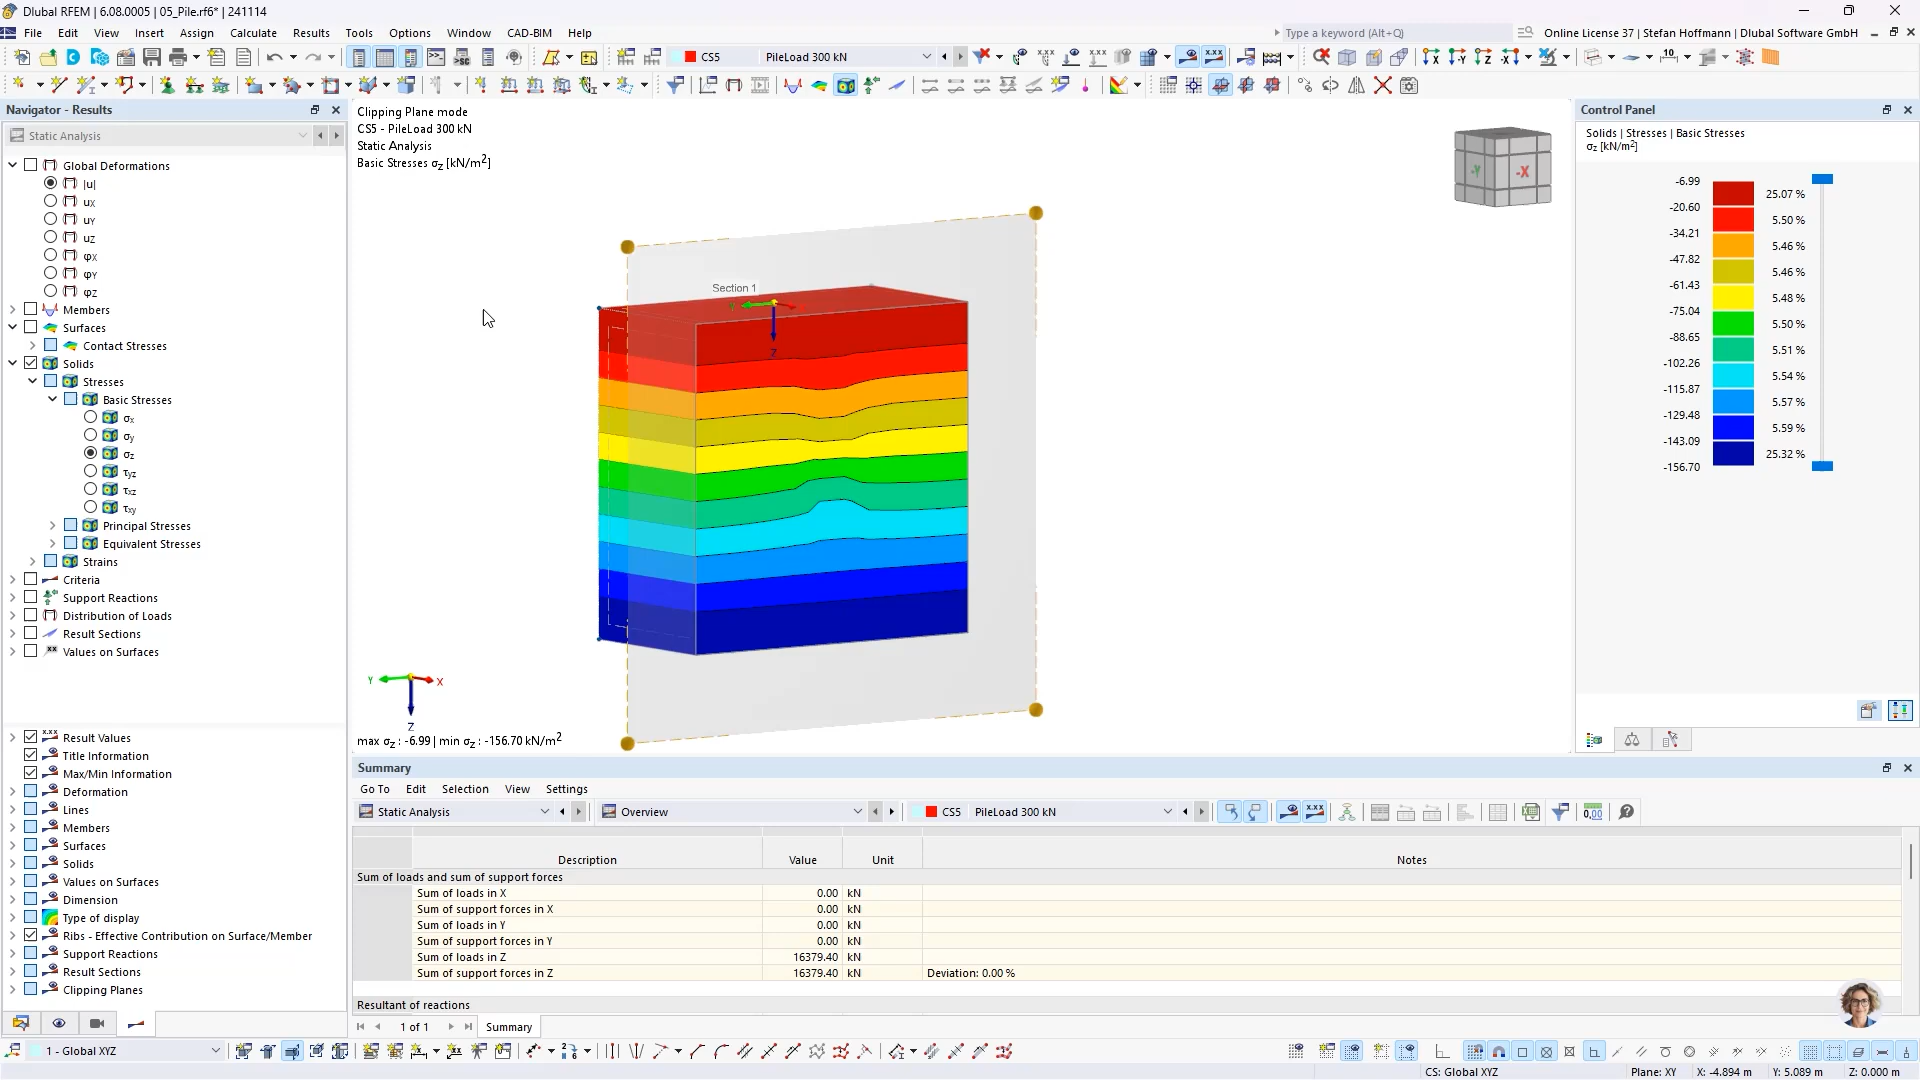 Dlubal RFEM | 6.08.0005 | 05_Pile.rf6* | 241114
File Edit View Insert Assign Calculate Results Tools Options Window CAD-BIM Help
Type a keyword (Alt+Q)
Online License 37 | Stefan Hoffmann | Dlubal Software GmbH
CS5 PileLoad 300 kN
Navigator - Results
Static Analysis
Global Deformations
|u|
uX
uY
uZ
φX
φY
φZ
Members
Surfaces
Contact Stresses
Solids
Stresses
Basic Stresses
σx
σy
σz
τyz
τxz
τxy
Principal Stresses
Equivalent Stresses
Strains
Criteria
Support Reactions
Distribution of Loads
Result Sections
Values on Surfaces
Result Values
Title Information
Max/Min Information
Deformation
Lines
Members
Surfaces
Solids
Values on Surfaces
Dimension
Type of display
Ribs - Effective Contribution on Surface/Member
Support Reactions
Result Sections
Clipping Planes
Clipping Plane mode
CS5 - PileLoad 300 kN
Static Analysis
Basic Stresses σz [kN/m²]
Section 1
Y
Z
-Y -X
Y X
Z
max σz : -6.99 | min σz : -156.70 kN/m²
Control Panel
Solids | Stresses | Basic Stresses
σz [kN/m²]
-6.99
25.07 %
-20.60
5.50 %
-34.21
5.46 %
-47.82
5.46 %
-61.43
5.48 %
-75.04
5.50 %
-88.65
5.51 %
-102.26
5.54 %
-115.87
5.57 %
-129.48
5.59 %
-143.09
25.32 %
-156.70
Summary
Go To Edit Selection View Settings
Static Analysis Overview CS5 PileLoad 300 kN
Description Value Unit Notes
Sum of loads and sum of support forces
Sum of loads in X 0.00 kN
Sum of support forces in X 0.00 kN
Sum of loads in Y 0.00 kN
Sum of support forces in Y 0.00 kN
Sum of loads in Z 16379.40 kN
Sum of support forces in Z 16379.40 kN Deviation: 0.00 %
Resultant of reactions
1 of 1 Summary
1 - Global XYZ
CS: Global XYZ Plane: XY X: -4.894 m Y: 5.089 m Z: 0.000 m